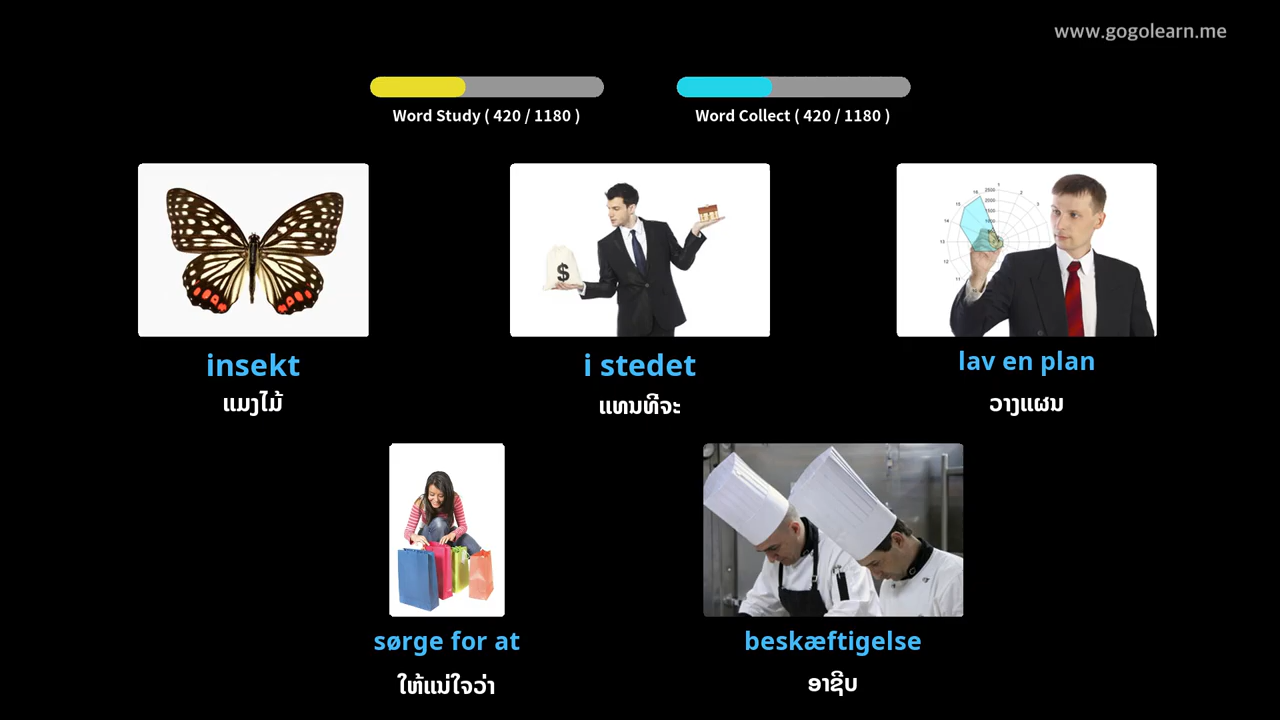 www.gogolearn.me
Word Study ( 420 / 1180 )
Word Collect ( 420 / 1180 )
insekt
ແມງໄມ້
i stedet
ແທນທີ່ຈະ
lav en plan
ວາງແຜນ
sørge for at
ໃຫ້ແນ່ໃຈວ່າ
beskæftigelse
ອາຊີບ